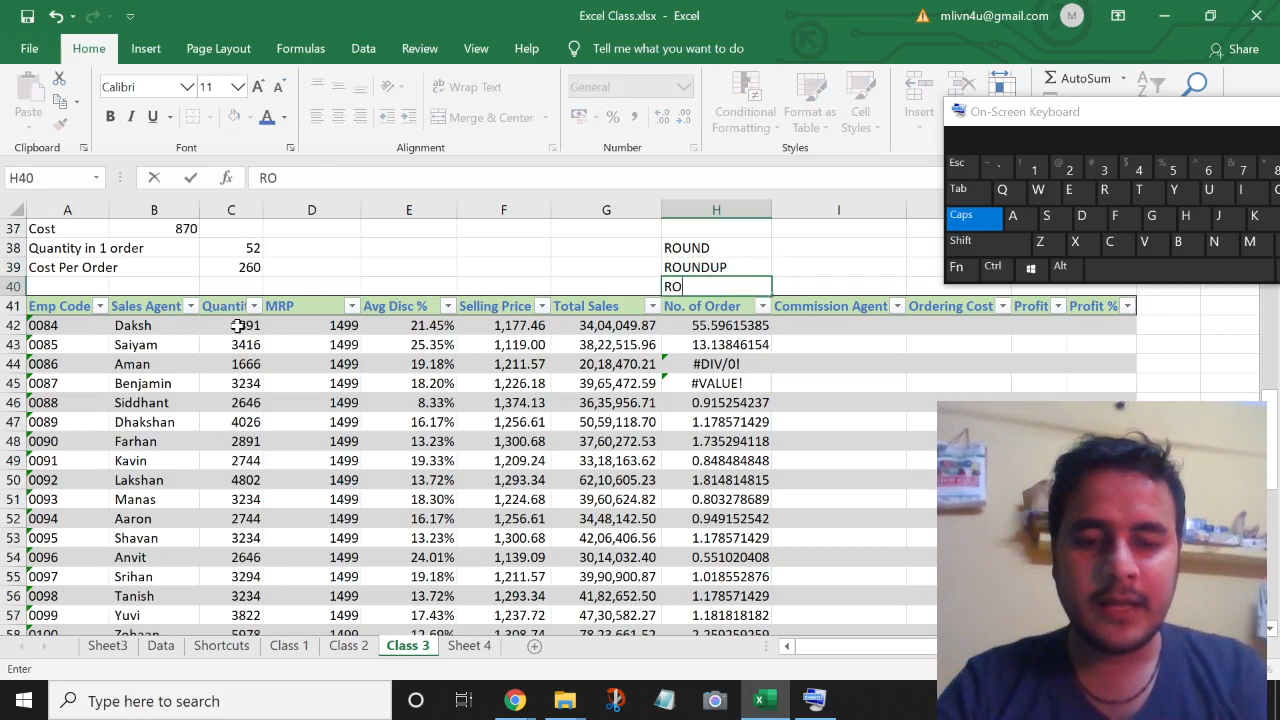 Excel Class.xlsx - Excel
mlivn4u@gmail.com M
File Home Insert Page Layout Formulas Data Review View Help Tell me what you want to do Share
Calibri 11 Wrap Text General AutoSum
Paste B I U Merge & Center Conditional Formatting Format as Table Cell Styles Insert
Clipboard Font Alignment Number Styles
On-Screen Keyboard
Esc 1 2 3 4 5 6 7
Tab Q W E R T Y U I
Caps A S D F G H J K
Shift Z X C V B N M
Fn Ctrl Alt
H40 RO
A B C D E F G H I
37 Cost 870
38 Quantity in 1 order 52 ROUND
39 Cost Per Order 260 ROUNDUP
40 RO
41 Emp Code Sales Agent Quantit MRP Avg Disc % Selling Price Total Sales No. of Order Commission Agent Ordering Cost Profit Profit %
42 0084 Daksh 1499 21.45% 1,177.46 34,04,049.87 55.59615385
43 0085 Saiyam 3416 1499 25.35% 1,119.00 38,22,515.96 13.13846154
44 0086 Aman 1666 1499 19.18% 1,211.57 20,18,470.21 #DIV/0!
45 0087 Benjamin 3234 1499 18.20% 1,226.18 39,65,472.59 #VALUE!
46 0088 Siddhant 2646 1499 8.33% 1,374.13 36,35,956.71 0.915254237
47 0089 Dhakshan 4026 1499 16.17% 1,256.61 50,59,118.70 1.178571429
48 0090 Farhan 2891 1499 13.23% 1,300.68 37,60,272.53 1.735294118
49 0091 Kavin 2744 1499 19.33% 1,209.24 33,18,163.62 0.848484848
50 0092 Lakshan 4802 1499 13.72% 1,293.34 62,10,605.23 1.814814815
51 0093 Manas 3234 1499 18.30% 1,224.68 39,60,624.82 0.803278689
52 0094 Aaron 2744 1499 16.17% 1,256.61 34,48,142.50 0.949152542
53 0095 Shavan 3234 1499 13.23% 1,300.68 42,06,406.56 1.178571429
54 0096 Anvit 2646 1499 24.01% 1,139.09 30,14,032.40 0.551020408
55 0097 Srihan 3294 1499 19.18% 1,211.57 39,90,900.87 1.018552876
56 0098 Tanish 3234 1499 13.72% 1,293.34 41,82,652.50 1.178571429
57 0099 Yuvi 3822 1499 17.43% 1,237.72 47,30,582.27 1.181818182
58 0100 Zohaan 5978 1499 12.69% 1,308.74 78,23,661.52 2.259259259
Sheet3 Data Shortcuts Class 1 Class 2 Class 3 Sheet 4
Enter
Type here to search